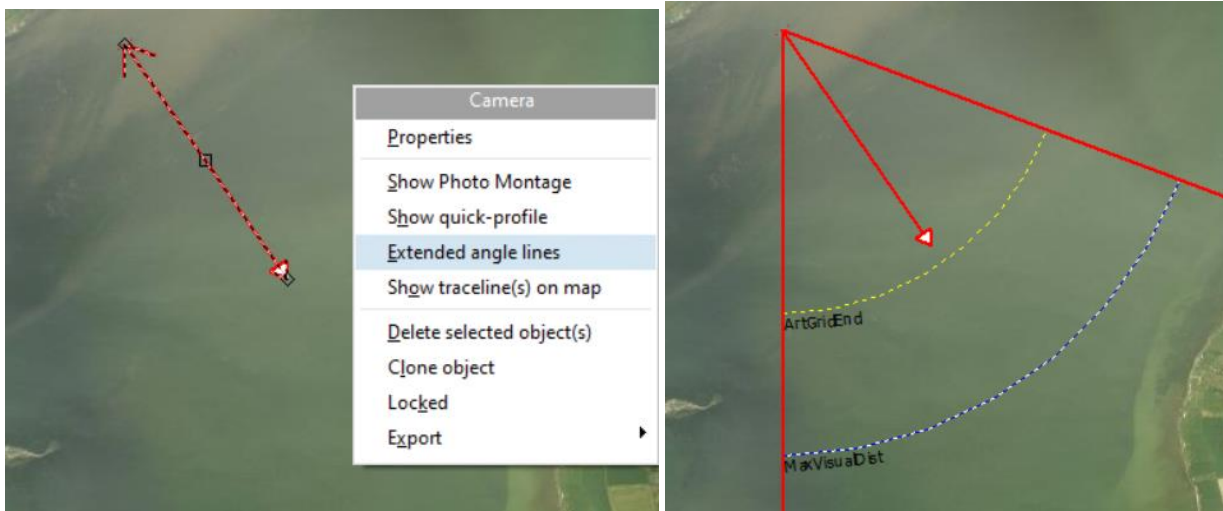 Camera
Properties
Show Photo Montage
Show quick-profile
Extended angle lines
Show traceline(s) on map
Delete selected object(s)
Clone object
Locked
Export
ArtGridEnd
MaxVisualDist